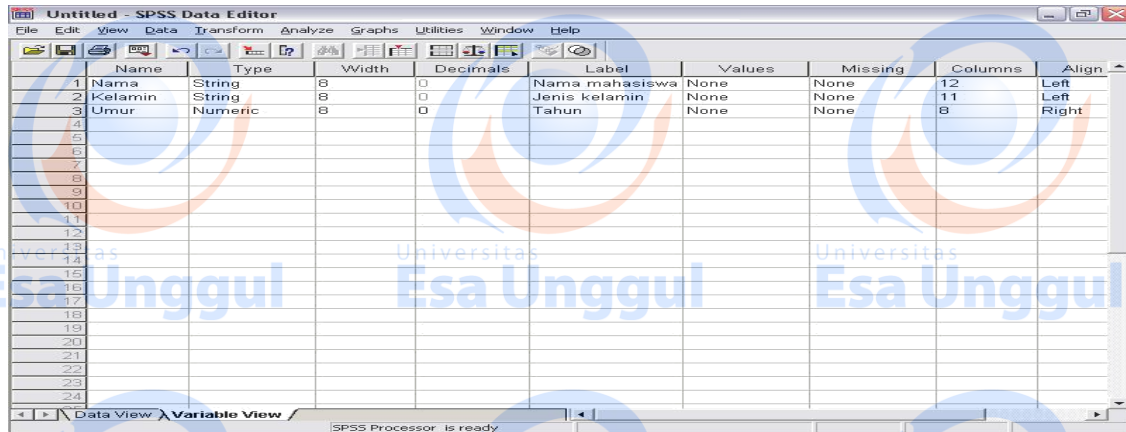 Untitled - SPSS Data Editor
File Edit View Data Transform Analyze Graphs Utilities Window Help
Name Type Width Decimals Label Values Missing Columns Align
1 Nama String 8 0 Nama mahasiswa None None 12 Left
2 Kelamin String 8 0 Jenis kelamin None None 11 Left
3 Umur Numeric 8 0 Tahun None None 8 Right
4
5
6
7
8
9
10
11
12
13
14
15
16
17
18
19
20
21
22
23
24
Universitas Universitas
Esa Unggul Esa Unggul Esa Unggul
Data View Variable View
SPSS Processor is ready